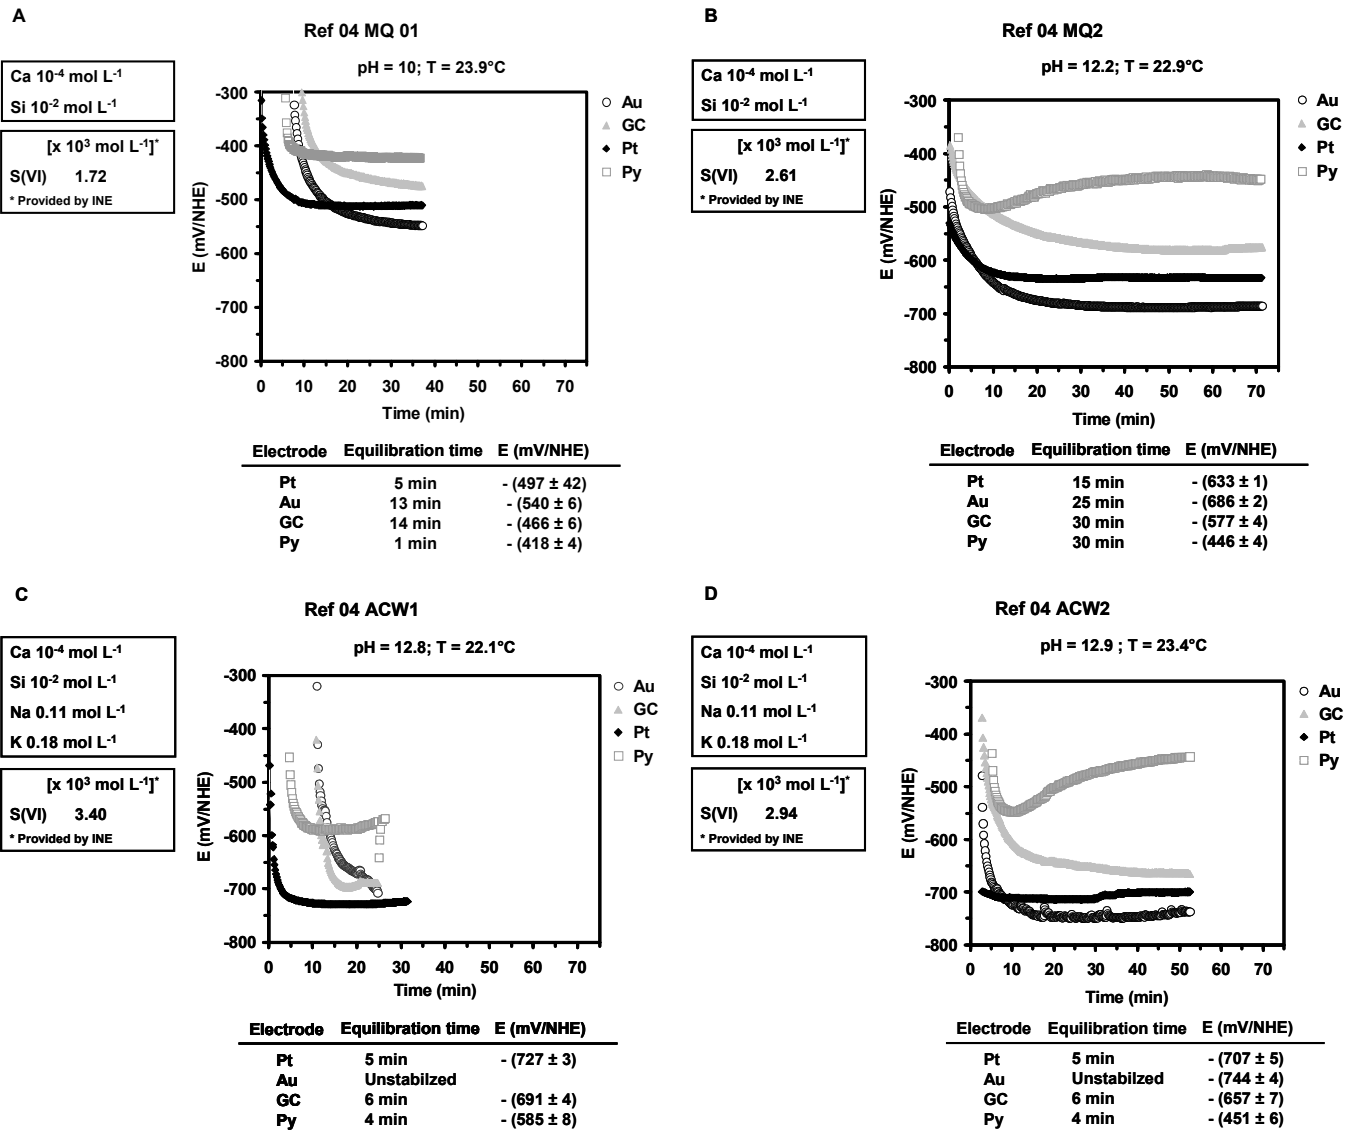 A
Ref 04 MQ 01
pH = 10; T = 23.9°C
Ca 10⁻⁴ mol L⁻¹
Si 10⁻² mol L⁻¹
[x 10³ mol L⁻¹]*
S(VI) 1.72
* Provided by INE
E (mV/NHE)
-300
-400
-500
-600
-700
-800
0 10 20 30 40 50 60 70
Time (min)
Au
GC
Pt
Py
Electrode Equilibration time E (mV/NHE)
Pt 5 min - (497 ± 42)
Au 13 min - (540 ± 6)
GC 14 min - (466 ± 6)
Py 1 min - (418 ± 4)
B
Ref 04 MQ2
pH = 12.2; T = 22.9°C
Ca 10⁻⁴ mol L⁻¹
Si 10⁻² mol L⁻¹
[x 10³ mol L⁻¹]*
S(VI) 2.61
* Provided by INE
E (mV/NHE)
-300
-400
-500
-600
-700
-800
0 10 20 30 40 50 60 70
Time (min)
Au
GC
Pt
Py
Electrode Equilibration time E (mV/NHE)
Pt 15 min - (633 ± 1)
Au 25 min - (686 ± 2)
GC 30 min - (577 ± 4)
Py 30 min - (446 ± 4)
C
Ref 04 ACW1
pH = 12.8; T = 22.1°C
Ca 10⁻⁴ mol L⁻¹
Si 10⁻² mol L⁻¹
Na 0.11 mol L⁻¹
K 0.18 mol L⁻¹
[x 10³ mol L⁻¹]*
S(VI) 3.40
* Provided by INE
E (mV/NHE)
-300
-400
-500
-600
-700
-800
0 10 20 30 40 50 60 70
Time (min)
Au
GC
Pt
Py
Electrode Equilibration time E (mV/NHE)
Pt 5 min - (727 ± 3)
Au Unstabilzed
GC 6 min - (691 ± 4)
Py 4 min - (585 ± 8)
D
Ref 04 ACW2
pH = 12.9 ; T = 23.4°C
Ca 10⁻⁴ mol L⁻¹
Si 10⁻² mol L⁻¹
Na 0.11 mol L⁻¹
K 0.18 mol L⁻¹
[x 10³ mol L⁻¹]*
S(VI) 2.94
* Provided by INE
E (mV/NHE)
-300
-400
-500
-600
-700
-800
0 10 20 30 40 50 60 70
Time (min)
Au
GC
Pt
Py
Electrode Equilibration time E (mV/NHE)
Pt 5 min - (707 ± 5)
Au Unstabilzed - (744 ± 4)
GC 6 min - (657 ± 7)
Py 4 min - (451 ± 6)